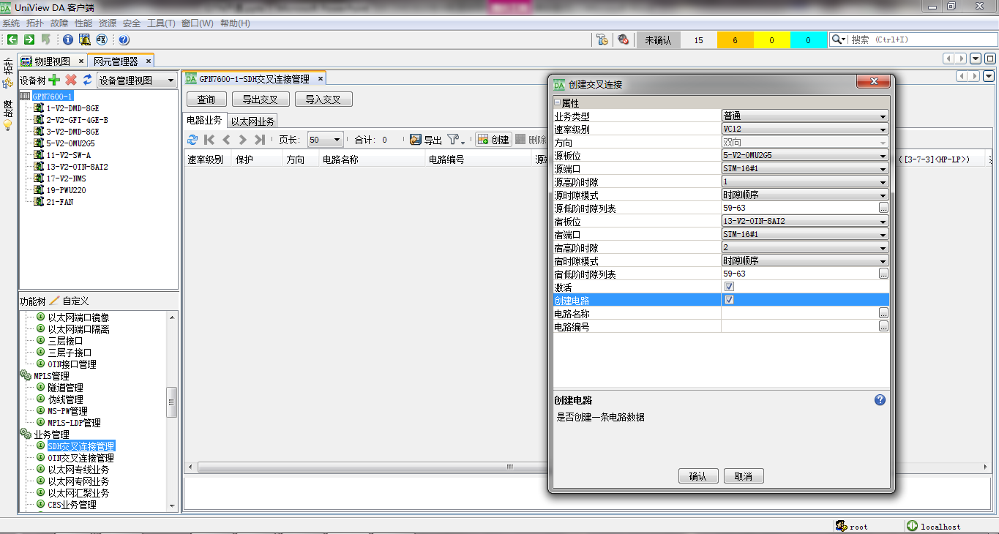 DA UniView DA 客户端
系统 拓扑 故障 性能 资源 安全 工具(T) 窗口(W) 帮助(H)
未确认 15 6 0 0 搜索 (Ctrl+I)
拓扑
故障
物理视图 × 网元管理器 ×
设备树 设备管理视图
GPN7600-1
1-V2-DMD-8GE
2-V2-GFT-4GE-B
3-V2-DMD-8GE
5-V2-OMU2G5
11-V2-SW-A
13-V2-OTN-8AT2
17-V2-NMS
19-PWU220
21-FAN
功能树 自定义
以太网端口镜像
以太网端口隔离
三层接口
三层子接口
OTN接口管理
MPLS管理
隧道管理
伪线管理
MS-PW管理
MPLS-LDP管理
业务管理
SDH交叉连接管理
OTN交叉连接管理
以太网专线业务
以太网专网业务
以太网汇聚业务
CES业务管理
DA GPN7600-1-SDH交叉连接管理 ×
查询 导出交叉 导入交叉
电路业务 以太网业务
页长: 50 合计: 0 导出 创建 删除
速率级别 保护 方向 电路名称 电路编号 源 ([3-7-3]<HP-LP>)
DA 创建交叉连接
属性
业务类型 普通
速率级别 VC12
方向 双向
源板位 5-V2-OMU2G5
源端口 STM-16#1
源高阶时隙 1
源时隙模式 时隙顺序
源低阶时隙列表 59-63 ...
宿板位 13-V2-OTN-8AT2
宿端口 STM-16#1
宿高阶时隙 2
宿时隙模式 时隙顺序
宿低阶时隙列表 59-63 ...
激活
创建电路
电路名称 ...
电路编号 ...
创建电路
是否创建一条电路数据
确认 取消
root localhost